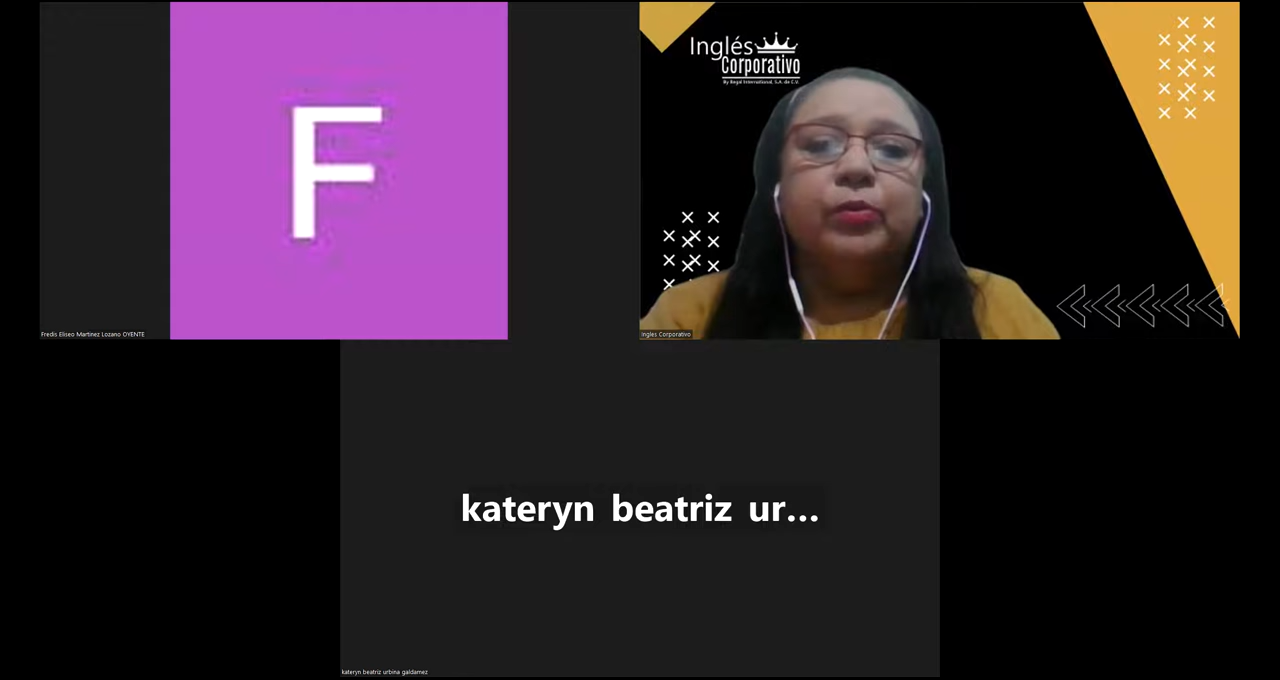 F
Fredis Eliseo Martinez Lozano OYENTE
Inglés
Corporativo
By Regal International, S.A. de C.V.
Inglés Corporativo
kateryn beatriz ur...
kateryn beatriz urbina galdamez